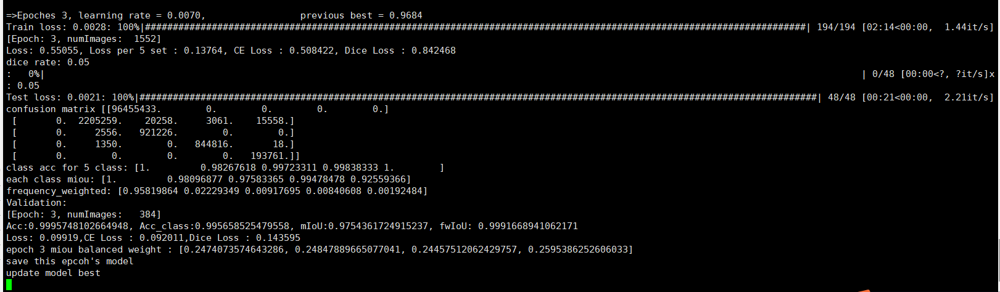 =>Epoches 3, learning rate = 0.0070,                 previous best = 0.9684
Train loss: 0.0028: 100%|#######################################################################################################################| 194/194 [02:14<00:00,  1.44it/s]
[Epoch: 3, numImages:  1552]
Loss: 0.55055, Loss per 5 set : 0.13764, CE Loss : 0.508422, Dice Loss : 0.842468
dice rate: 0.05
:   0%|                                                                                                                                                   | 0/48 [00:00<?, ?it/s]x
: 0.05
Test loss: 0.0021: 100%|##########################################################################################################################| 48/48 [00:21<00:00,  2.21it/s]
confusion matrix [[96455433.        0.        0.        0.        0.]
 [       0.  2205259.    20258.     3061.    15558.]
 [       0.     2556.   921226.        0.        0.]
 [       0.     1350.        0.   844816.       18.]
 [       0.        0.        0.        0.   193761.]]
class acc for 5 class: [1.         0.98267618 0.99723311 0.99838333 1.        ]
each class miou: [1.         0.98096877 0.97583365 0.99478478 0.92559366]
frequency_weighted: [0.95819864 0.02229349 0.00917695 0.00840608 0.00192484]
Validation:
[Epoch: 3, numImages:   384]
Acc:0.9995748102664948, Acc_class:0.995658525479558, mIoU:0.9754361724915237, fwIoU: 0.9991668941062171
Loss: 0.09919,CE Loss : 0.092011,Dice Loss : 0.143595
epoch 3 miou balanced weight : [0.2474073574643286, 0.24847889665077041, 0.24457512062429757, 0.2595386252606033]
save this epcoh's model
update model best